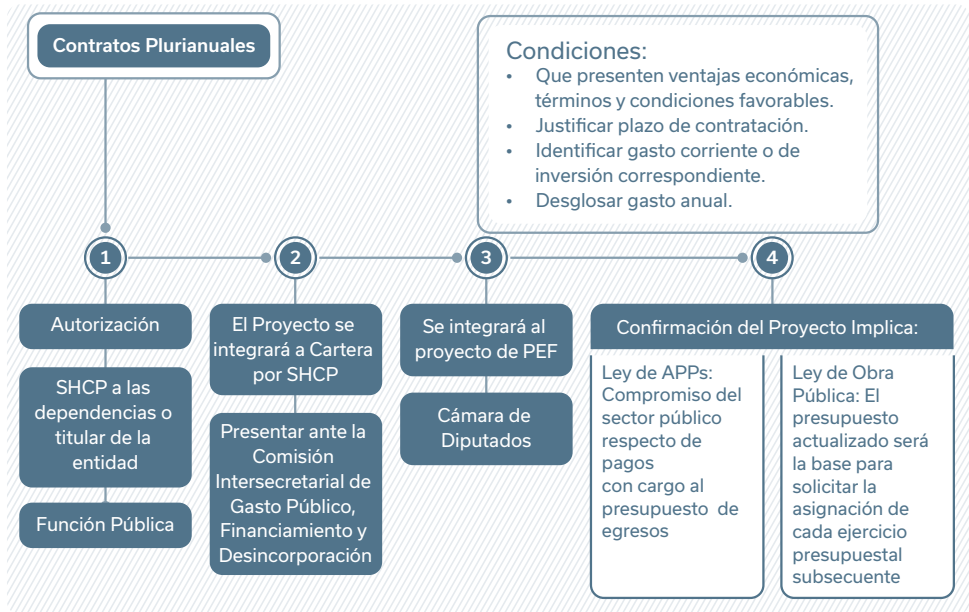 Contratos Plurianuales
Condiciones:
• Que presenten ventajas económicas,
términos y condiciones favorables.
• Justificar plazo de contratación.
• Identificar gasto corriente o de
inversión correspondiente.
• Desglosar gasto anual.
1
2
3
4
Autorización
SHCP a las
dependencias o
titular de la
entidad
Función Pública
El Proyecto se
integrará a Cartera
por SHCP
Presentar ante la
Comisión
Intersecretarial de
Gasto Público,
Financiamiento y
Desincorporación
Se integrará al
proyecto de PEF
Cámara de
Diputados
Confirmación del Proyecto Implica:
Ley de APPs:
Compromiso del
sector público
respecto de
pagos
con cargo al
presupuesto de
egresos
Ley de Obra
Pública: El
presupuesto
actualizado será
la base para
solicitar la
asignación de
cada ejercicio
presupuestal
subsecuente